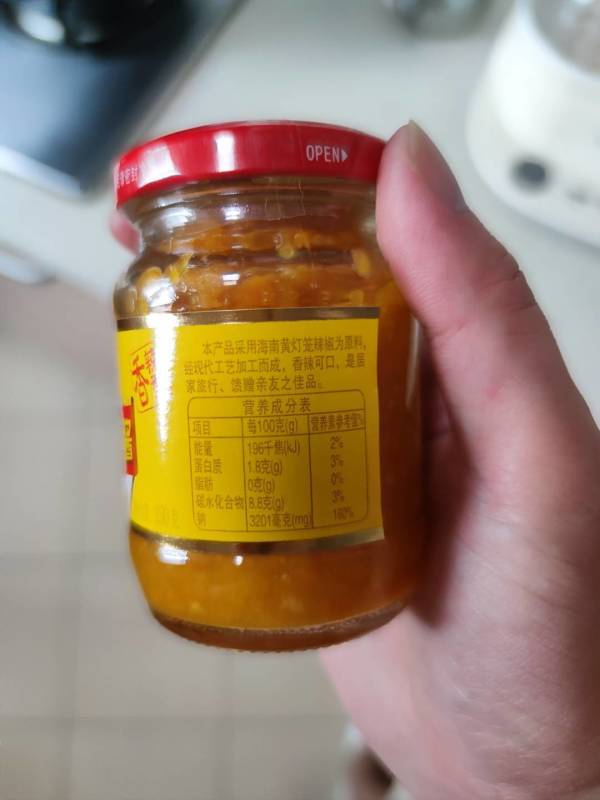 OPEN
香辣
本产品采用海南黄灯笼辣椒为原料,
经现代工艺加工而成,香辣可口,是居
家旅行、馈赠亲友之佳品。
营养成分表
项目 每100克(g) 营养素参考值%
能量 196千焦(kJ) 2%
蛋白质 1.8克(g) 3%
脂肪 0克(g) 0%
碳水化合物 8.8克(g) 3%
钠 3201毫克(mg) 160%